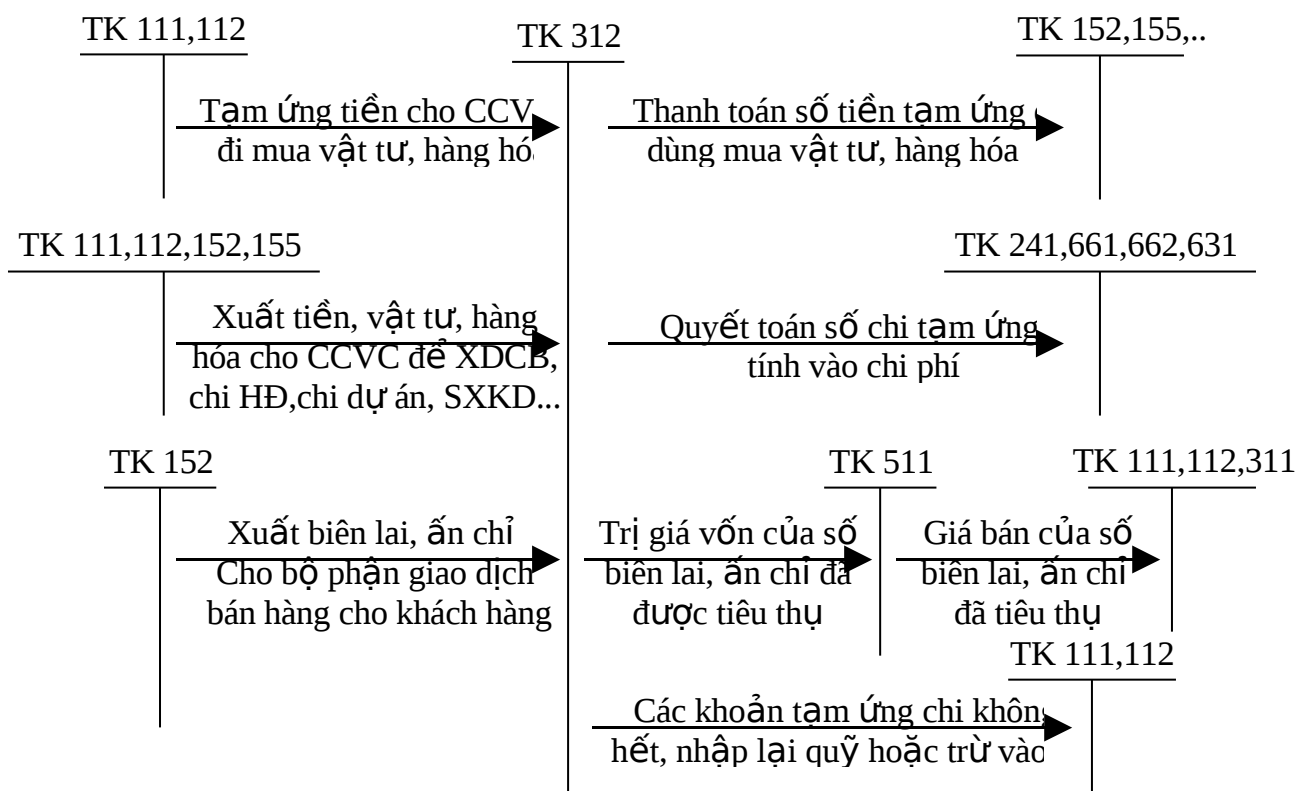 TK 111,112
TK 312
TK 152,155,..
Tạm ứng tiền cho CCV
đi mua vật tư, hàng hóa
Thanh toán số tiền tạm ứng
dùng mua vật tư, hàng hóa
TK 111,112,152,155
TK 241,661,662,631
Xuất tiền, vật tư, hàng
hóa cho CCVC để XDCB,
chi HĐ,chi dự án, SXKD...
Quyết toán số chi tạm ứng
tính vào chi phí
TK 152
TK 511
TK 111,112,311
Xuất biên lai, ấn chỉ
Cho bộ phận giao dịch
bán hàng cho khách hàng
Trị giá vốn của số
biên lai, ấn chỉ đã
được tiêu thụ
Giá bán của số
biên lai, ấn chỉ
đã tiêu thụ
TK 111,112
Các khoản tạm ứng chi không
hết, nhập lại quỹ hoặc trừ vào